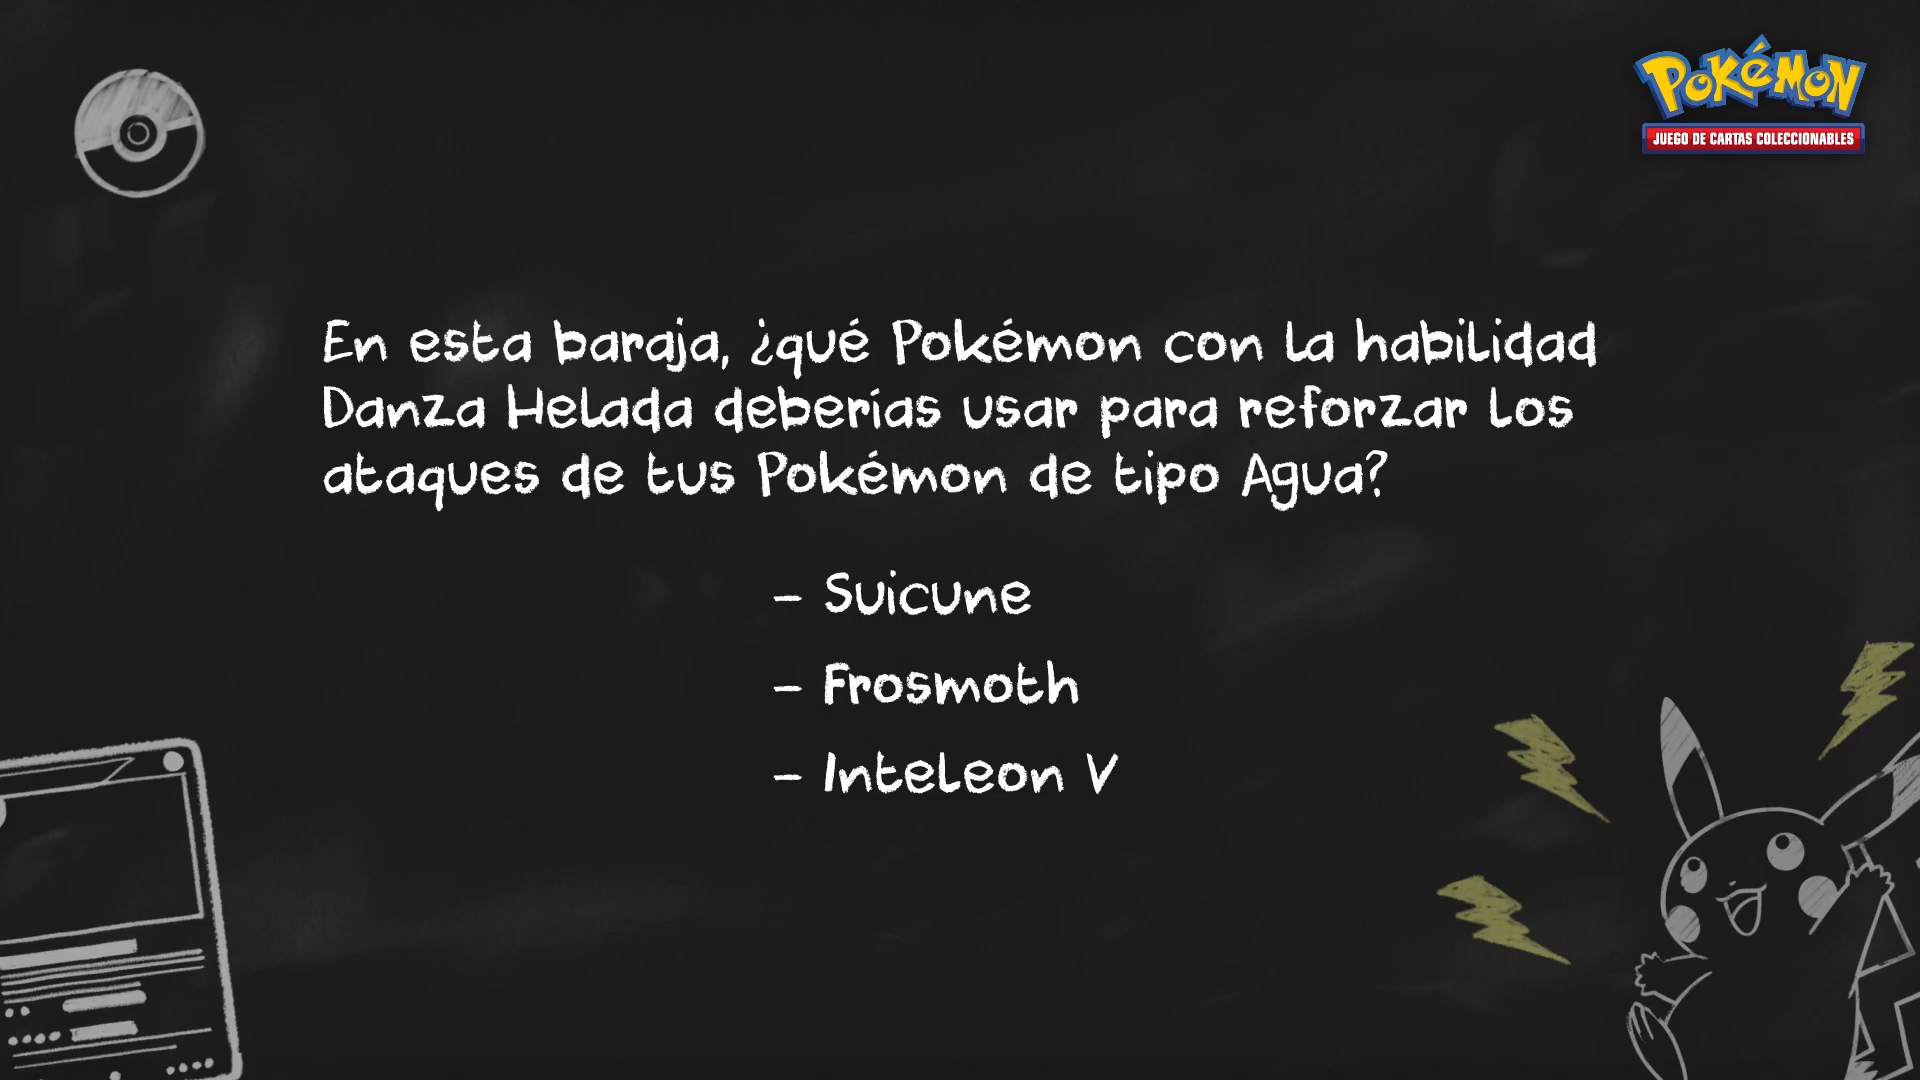 POKéMON
JUEGO DE CARTAS COLECCIONABLES
En esta baraja, ¿qué Pokémon con la habilidad
Danza Helada deberías usar para reforzar los
ataques de tus Pokémon de tipo Agua?
– Suicune
– Frosmoth
– Inteleon V